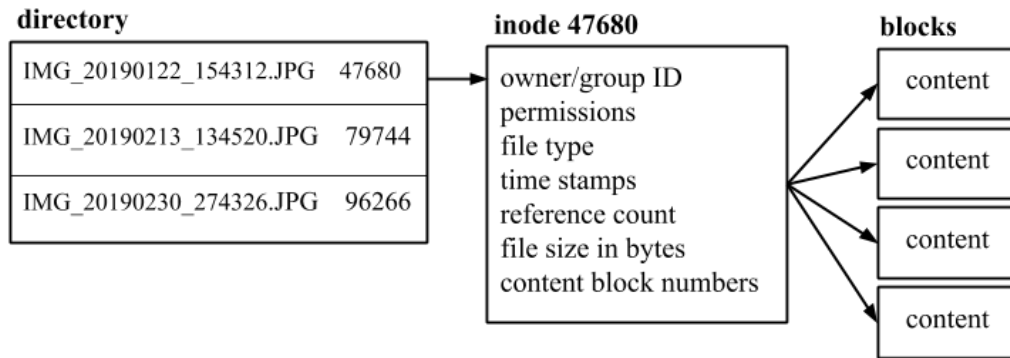 directory
IMG_20190122_154312.JPG 47680
IMG_20190213_134520.JPG 79744
IMG_20190230_274326.JPG 96266
inode 47680
owner/group ID
permissions
file type
time stamps
reference count
file size in bytes
content block numbers
blocks
content
content
content
content